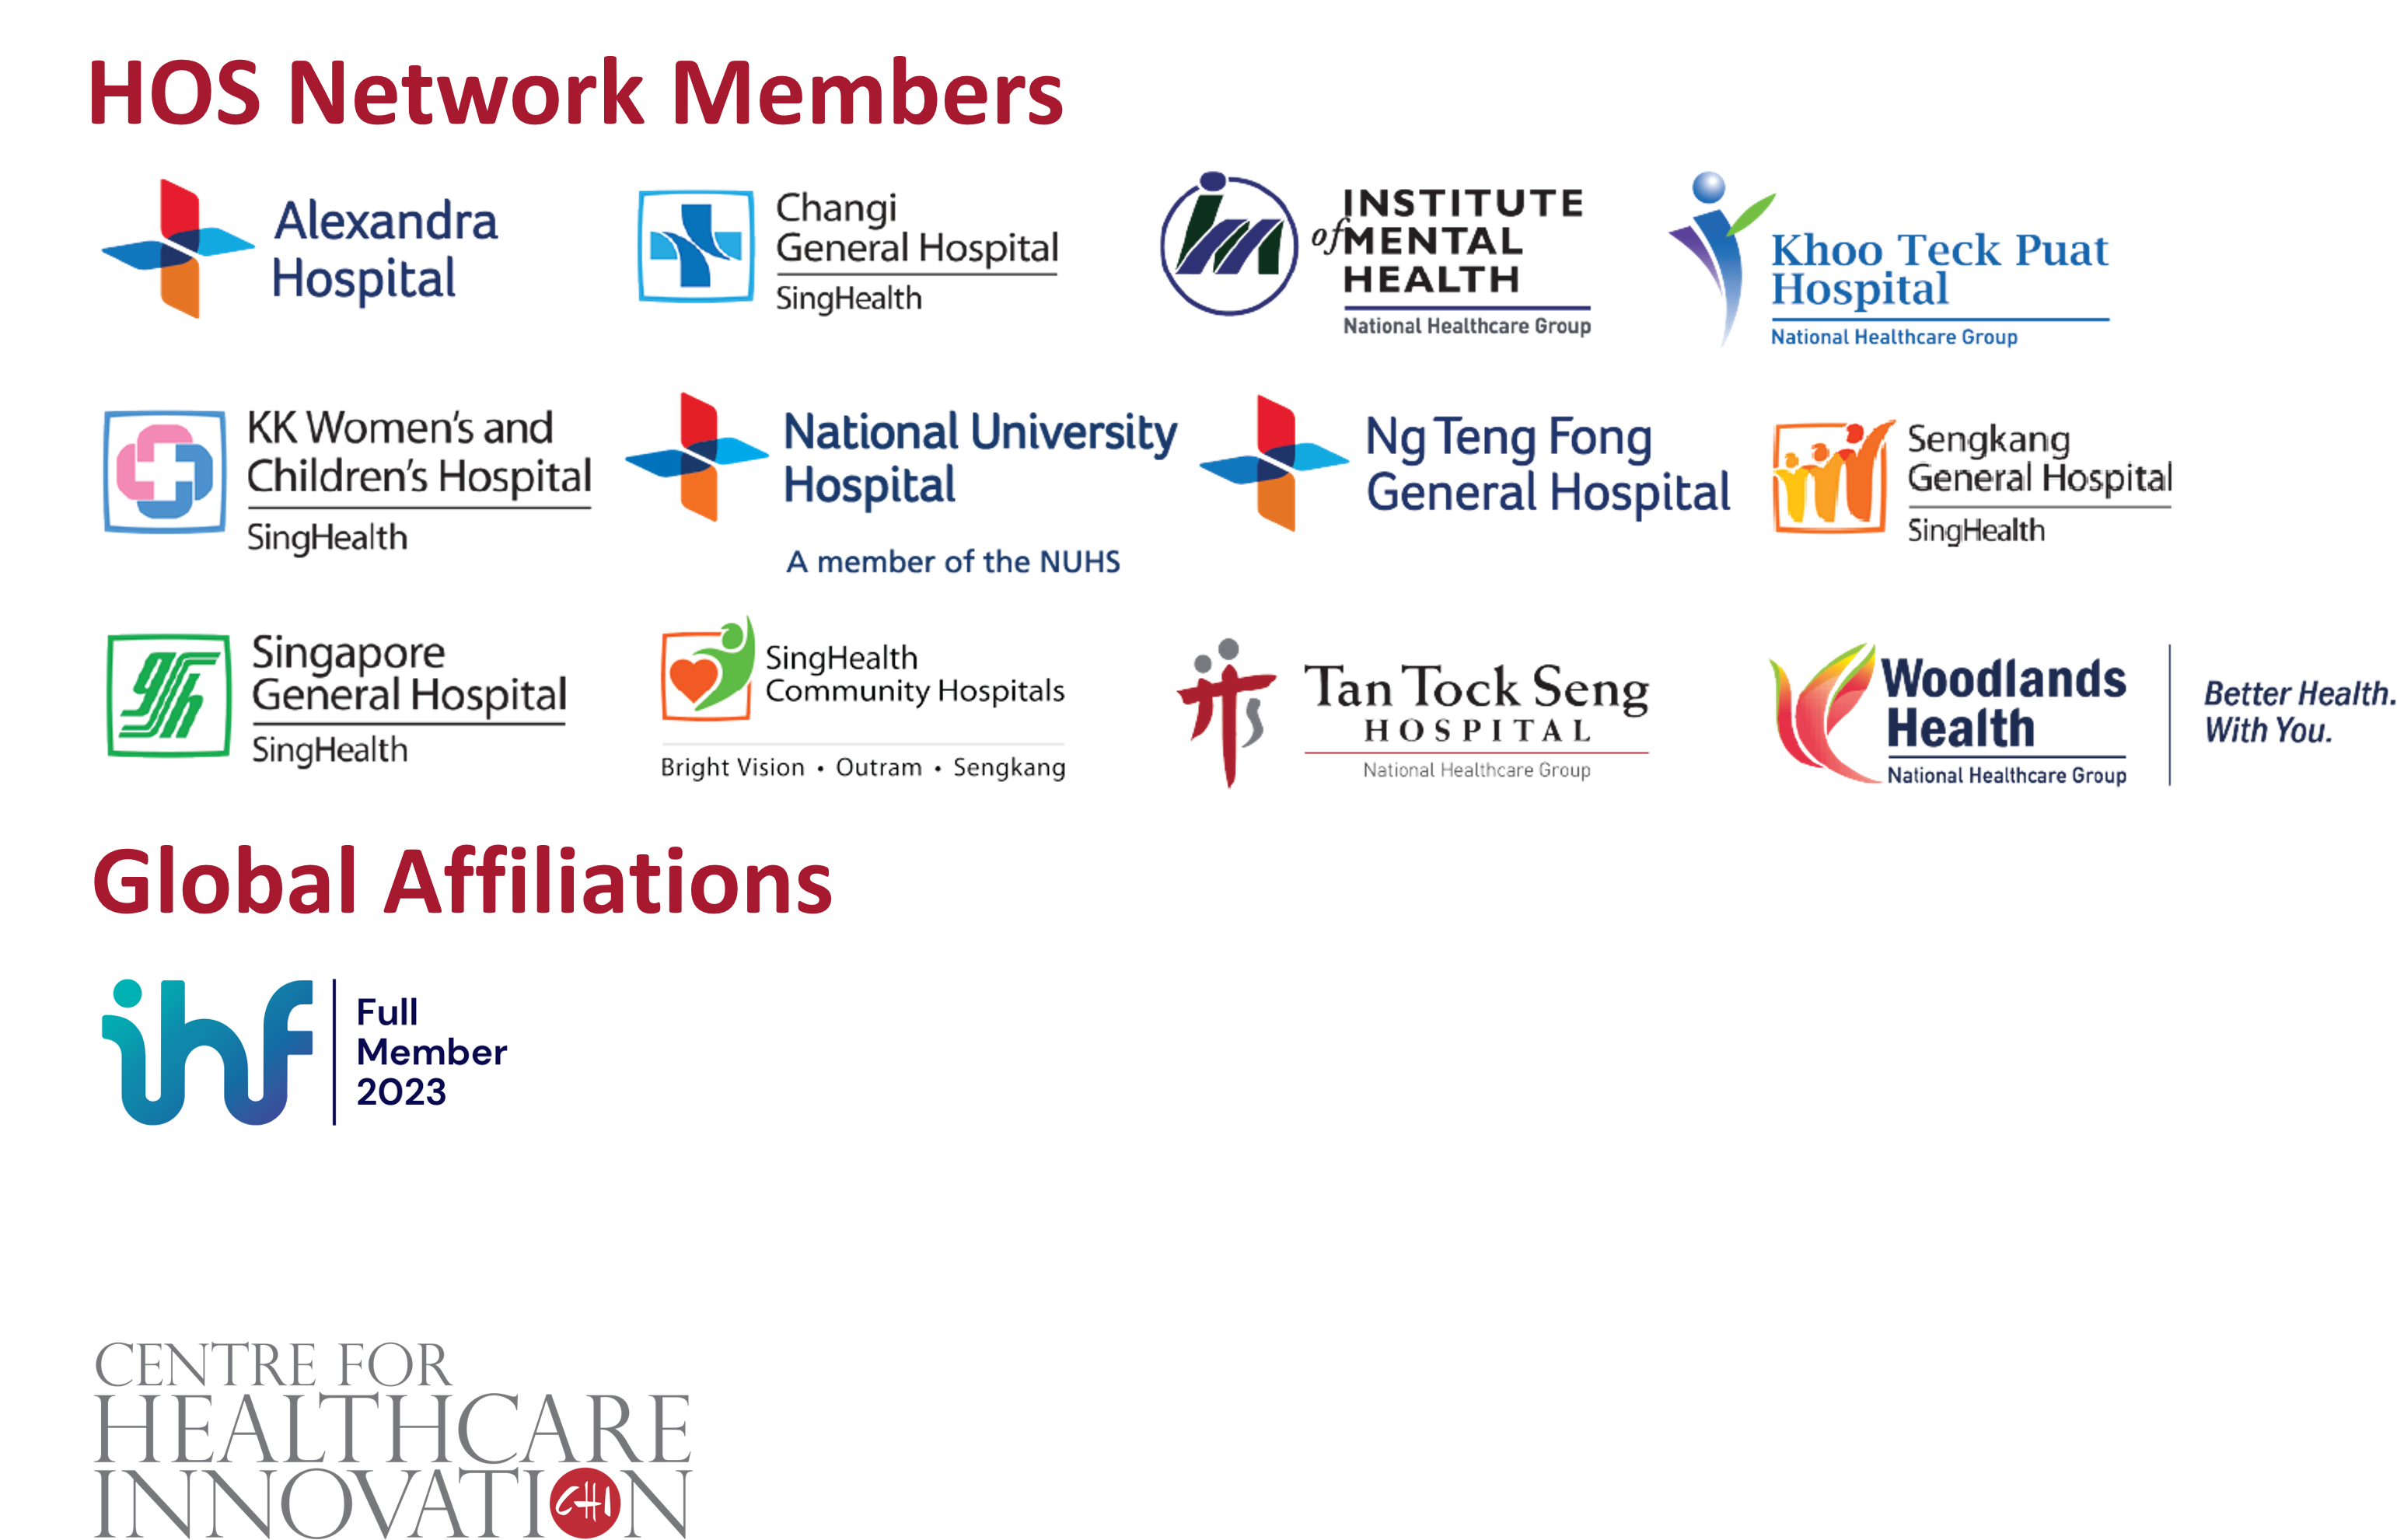 HOS Network Members
Alexandra
Hospital
Changi
General Hospital
SingHealth
INSTITUTE
of MENTAL
HEALTH
National Healthcare Group
Khoo Teck Puat
Hospital
National Healthcare Group
KK Women's and
Children's Hospital
SingHealth
National University
Hospital
A member of the NUHS
Ng Teng Fong
General Hospital
Sengkang
General Hospital
SingHealth
Singapore
General Hospital
SingHealth
SingHealth
Community Hospitals
Bright Vision • Outram • Sengkang
Tan Tock Seng
HOSPITAL
National Healthcare Group
Woodlands
Health
National Healthcare Group
Better Health.
With You.
Global Affiliations
ihf
Full
Member
2023
CENTRE FOR
HEALTHCARE
INNOVATION
CHI